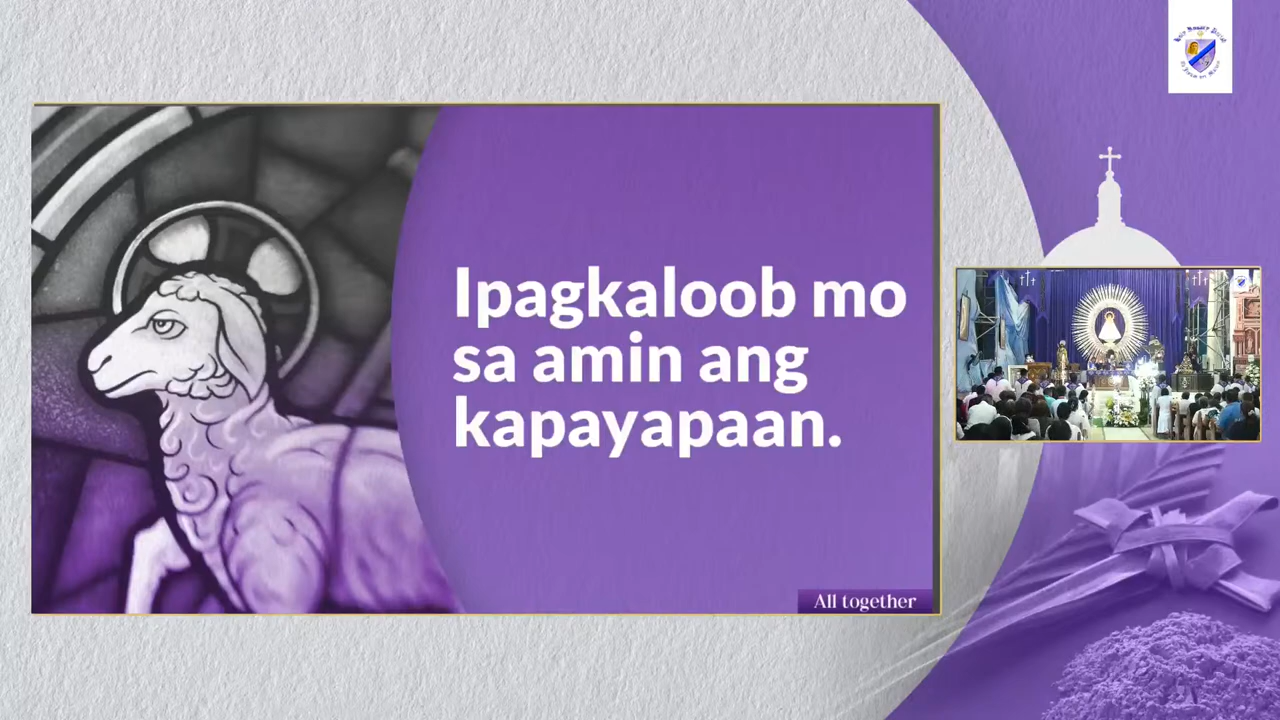 Ipagkaloob mo
sa amin ang
kapayapaan.
All together